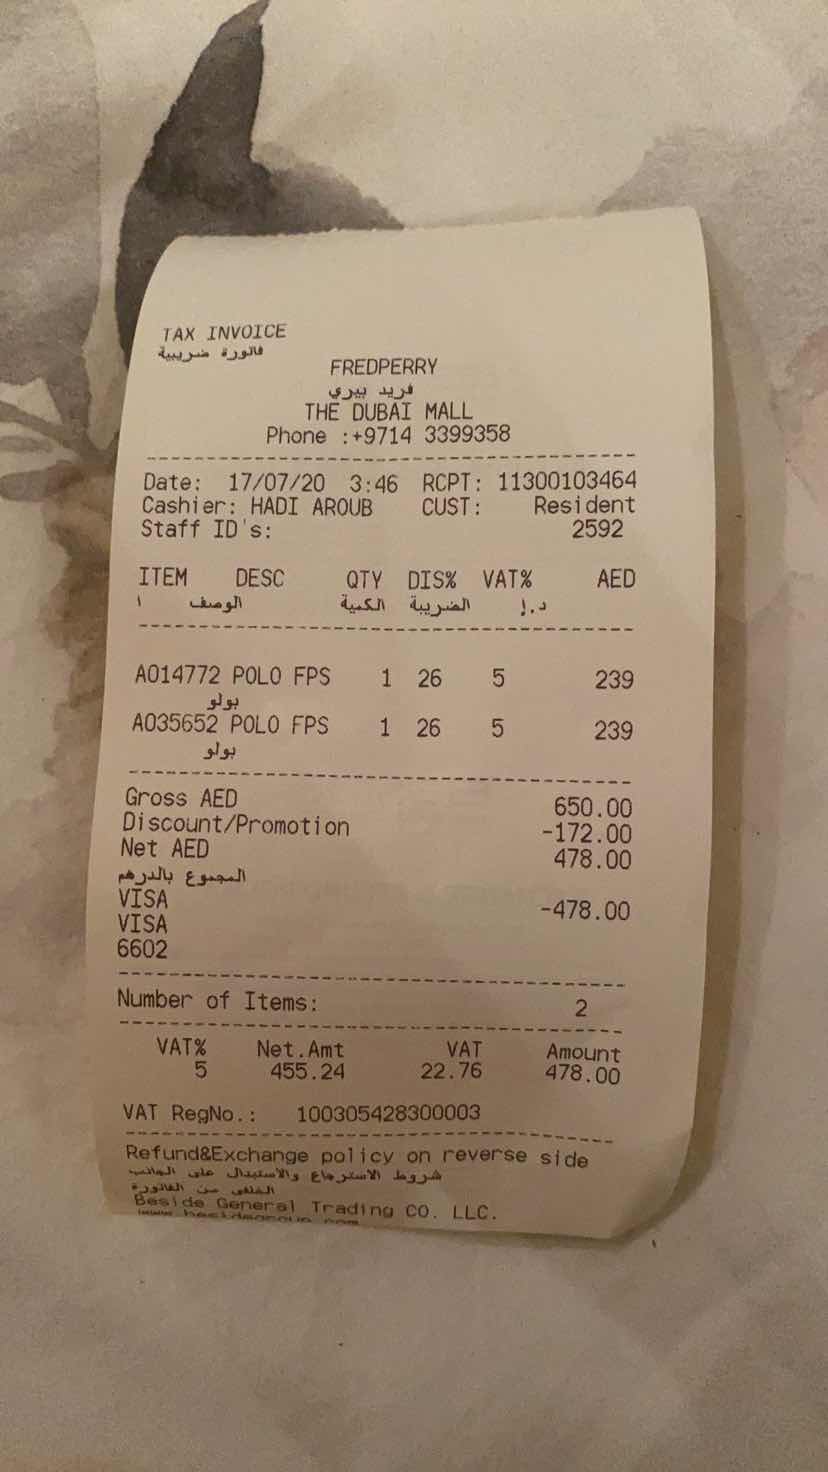 TAX INVOICE
فاتورة ضريبية
FREDPERRY
فريد بيري
THE DUBAI MALL
Phone :+9714 3399358
Date: 17/07/20 3:46 RCPT: 11300103464
Cashier: HADI AROUB CUST: Resident
Staff ID's: 2592
ITEM DESC QTY DIS% VAT% AED
ا الوصف الكمية الضريبة د.إ
A014772 POLO FPS 1 26 5 239
بولو
A035652 POLO FPS 1 26 5 239
بولو
Gross AED 650.00
Discount/Promotion -172.00
Net AED 478.00
المجموع بالدرهم
VISA -478.00
VISA
6602
Number of Items: 2
VAT% Net.Amt VAT Amount
5 455.24 22.76 478.00
VAT RegNo.: 100305428300003
Refund&Exchange policy on reverse side
شروط الاسترجاع والاستبدال على الجانب
الخلفي من الفاتورة
Beside General Trading CO. LLC.
www.besidegroup.com